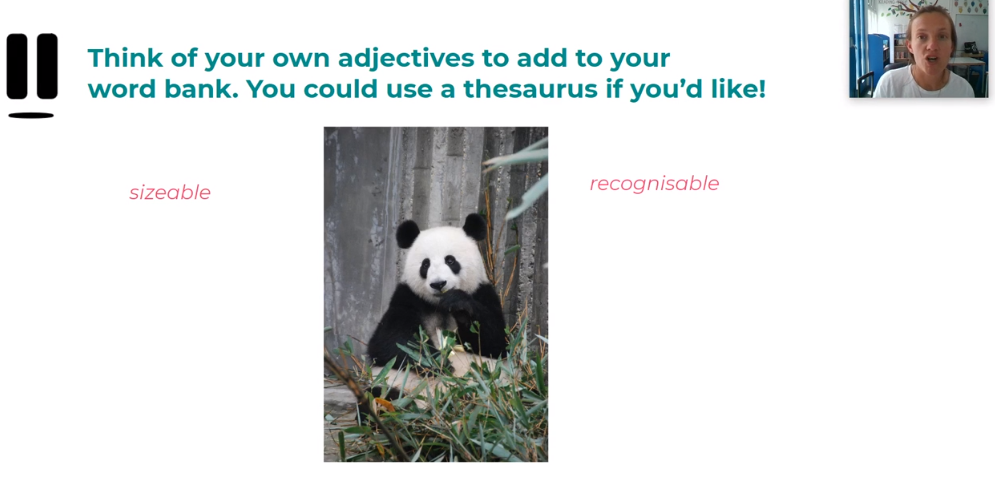 Think of your own adjectives to add to your
word bank. You could use a thesaurus if you’d like!
sizeable
recognisable